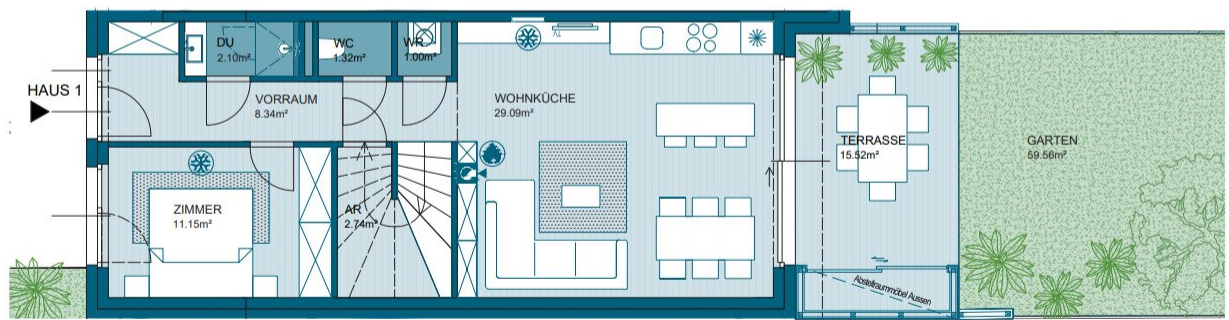 DU
2.10m²
WC
1.32m²
WR
1.00m²
HAUS 1
VORRAUM
8.34m²
WOHNKÜCHE
29.09m²
TERRASSE
15.52m²
GARTEN
59.56m²
ZIMMER
11.15m²
AR
2.74m²
Abstellraummöbel Aussen